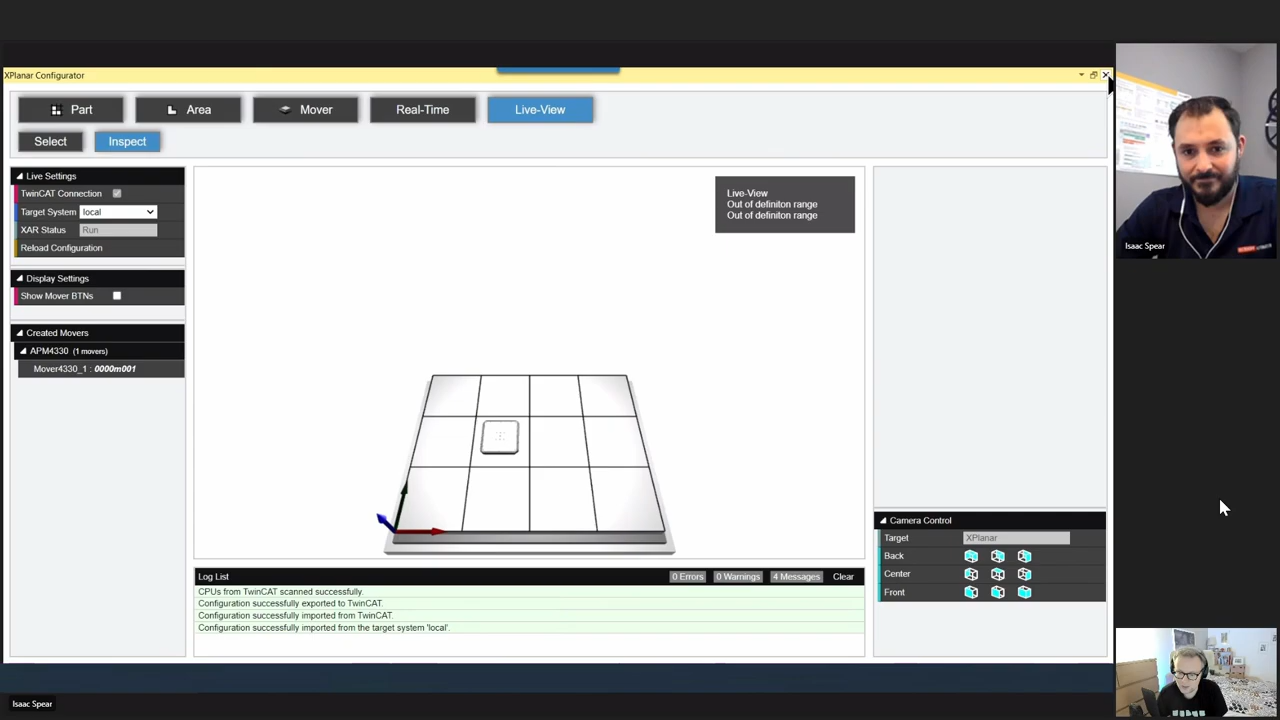 XPlanar Configurator
Part
Area
Mover
Real-Time
Live-View
Select
Inspect
Live Settings
TwinCAT Connection
Target System local
XAR Status Run
Reload Configuration
Display Settings
Show Mover BTNs
Created Movers
APM4330 (1 movers)
Mover4330_1 : 0000m001
Live-View
Out of definiton range
Out of definiton range
Log List
0 Errors
0 Warnings
4 Messages
Clear
CPUs from TwinCAT scanned successfully.
Configuration successfully exported to TwinCAT.
Configuration successfully imported from TwinCAT.
Configuration successfully imported from the target system 'local'.
Camera Control
Target XPlanar
Back
Center
Front
Isaac Spear
Isaac Spear